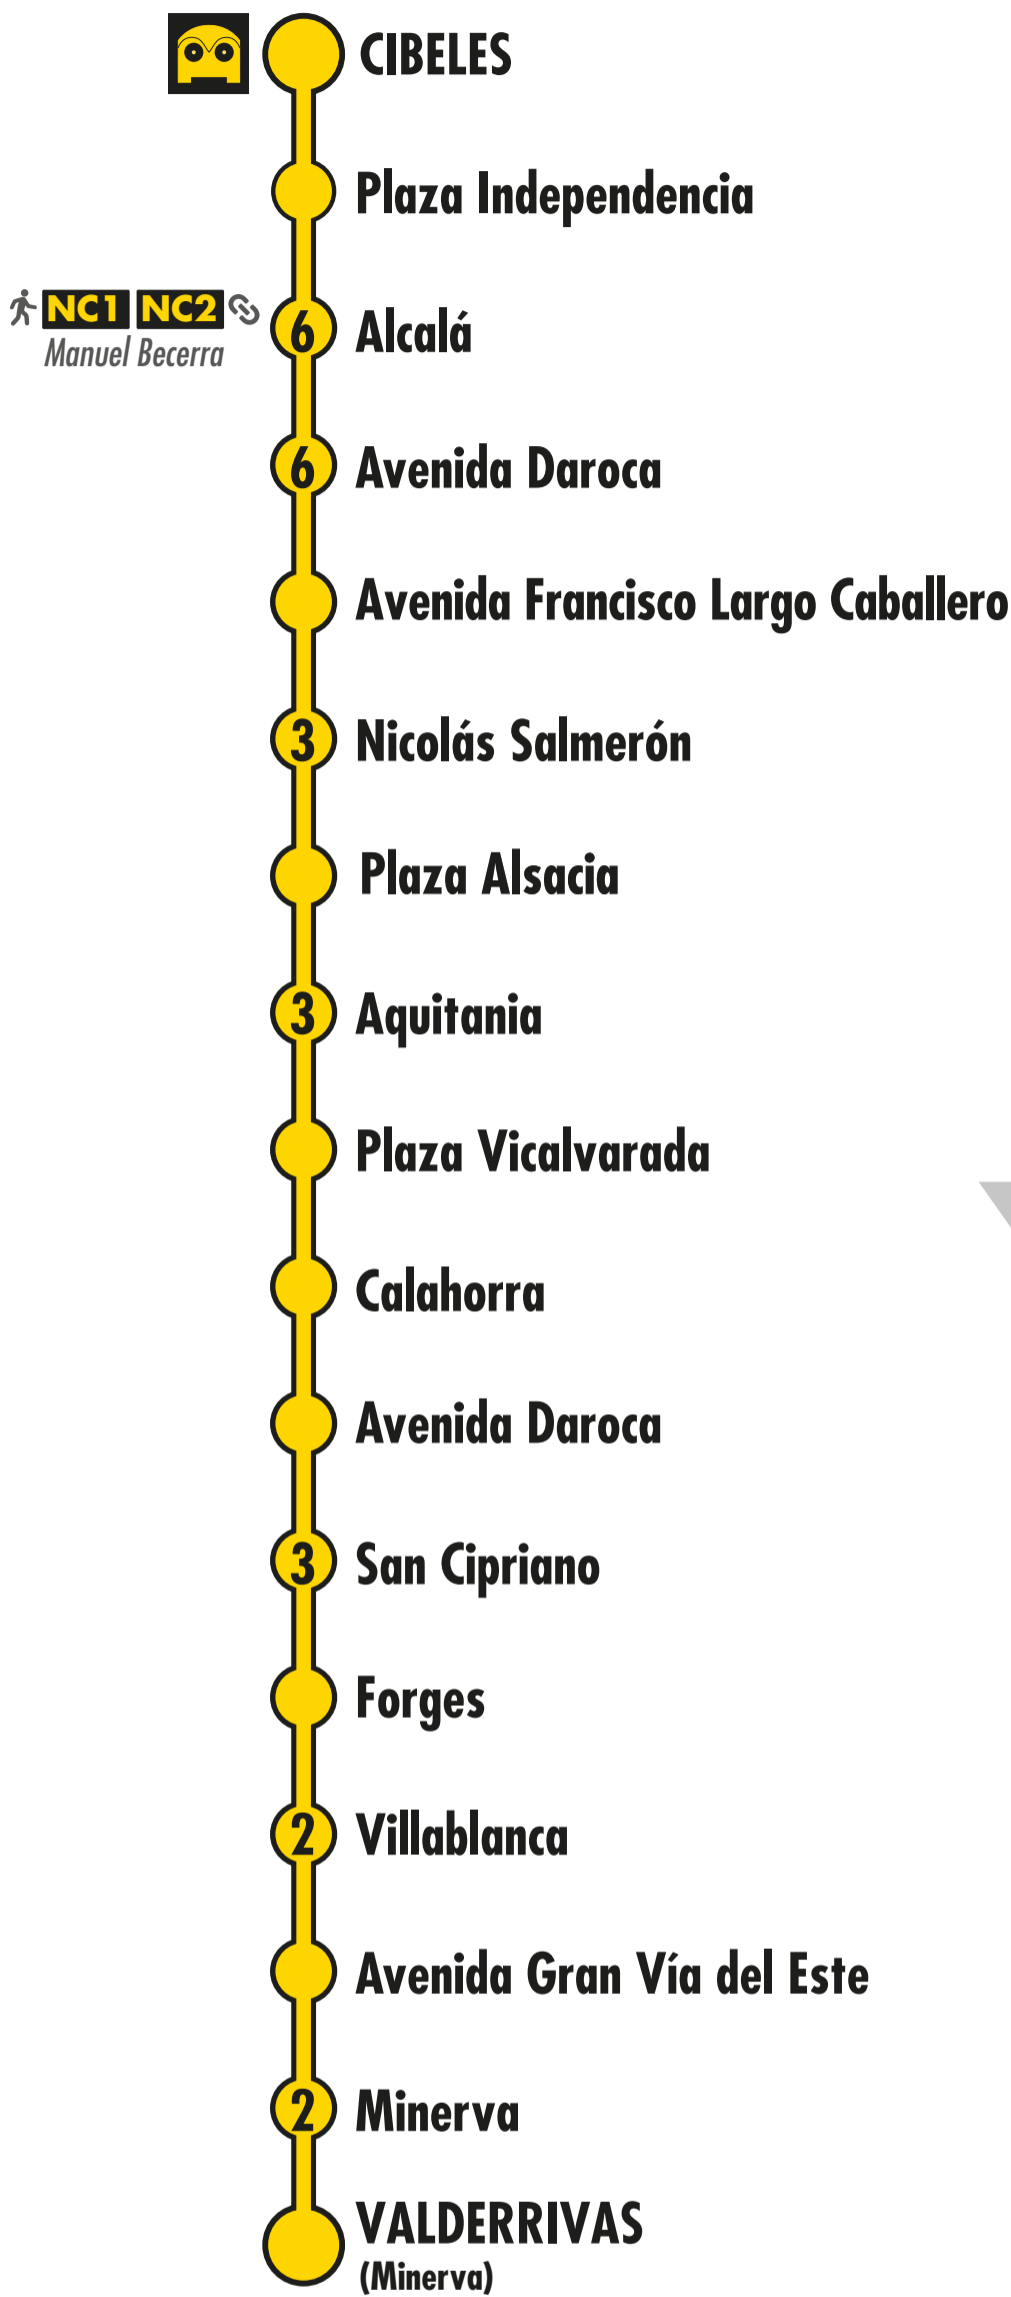 CIBELES
Plaza Independencia
NC1 NC2
Manuel Becerra
6 Alcalá
6 Avenida Daroca
Avenida Francisco Largo Caballero
3 Nicolás Salmerón
Plaza Alsacia
3 Aquitania
Plaza Vicalvarada
Calahorra
Avenida Daroca
3 San Cipriano
Forges
2 Villablanca
Avenida Gran Vía del Este
2 Minerva
VALDERRIVAS
(Minerva)